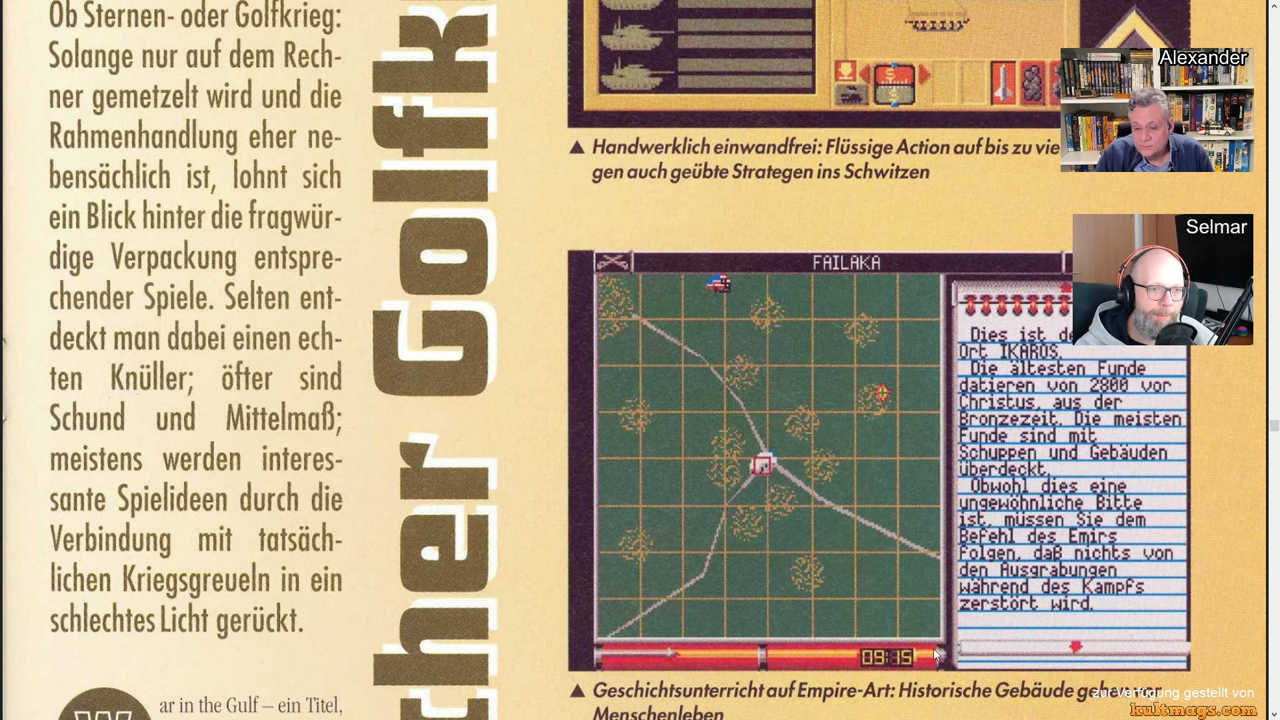 Ob Sternen- oder Golfkrieg:
Solange nur auf dem Rech-
ner gemetzelt wird und die
Rahmenhandlung eher ne-
bensächlich ist, lohnt sich
ein Blick hinter die fragwür-
dige Verpackung entspre-
chender Spiele. Selten ent-
deckt man dabei einen ech-
ten Knüller; öfter sind
Schund und Mittelmaß;
meistens werden interes-
sante Spielideen durch die
Verbindung mit tatsäch-
lichen Kriegsgreueln in ein
schlechtes Licht gerückt.
W
ar in the Gulf – ein Titel,
cher Golfk
▲ Handwerklich einwandfrei: Flüssige Action auf bis zu vie
gen auch geübte Strategen ins Schwitzen
FAILAKA
Dies ist
Ort IKAROS.
Die ältesten Funde
datieren von 2800 vor
Christus, aus der
Bronzezeit. Die meisten
Funde sind mit
Schuppen und Gebäuden
überdeckt.
Obwohl dies eine
ungewöhnliche Bitte
ist, müssen Sie dem
Befehl des Emirs
folgen, daß nichts von
den Ausgrabungen
während des Kampfs
zerstört wird.
09:15
▲ Geschichtsunterricht auf Empire-Art: Historische Gebäude
Menschenleben
Alexander
Selmar
zur Verfügung gestellt von
kultmags.com